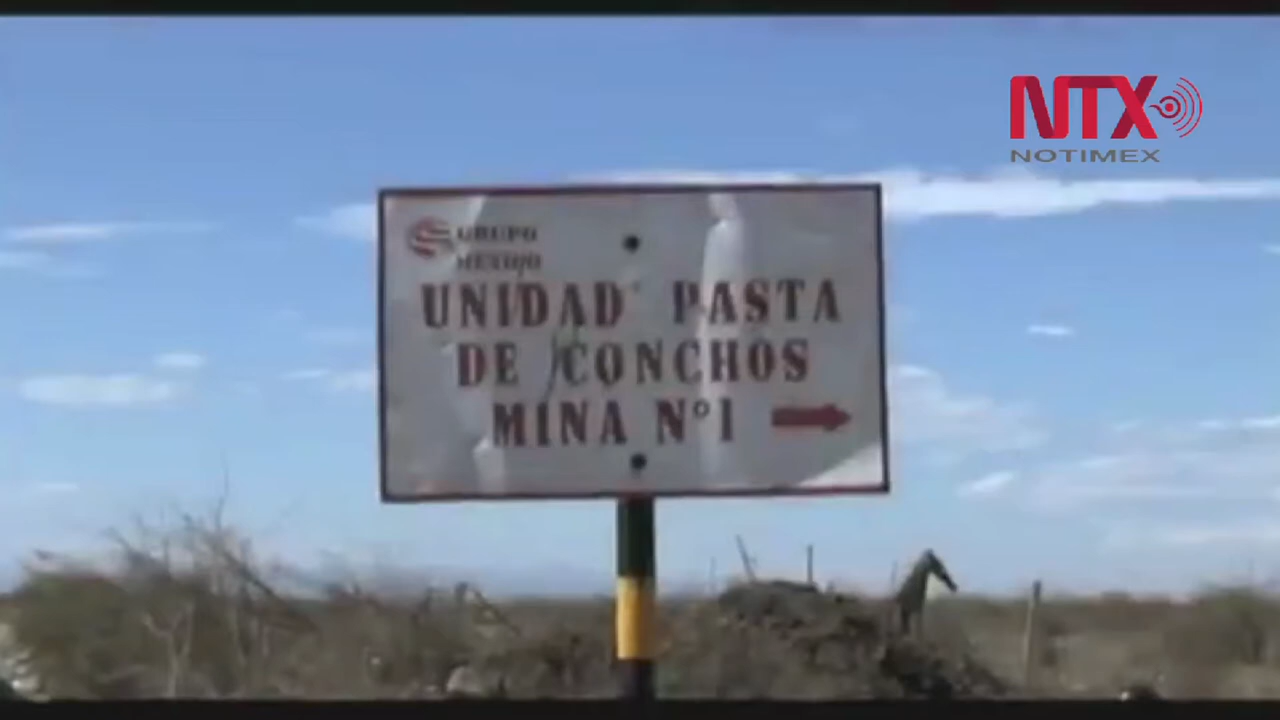 NTX
NOTIMEX
GRUPO
MEXICO
UNIDAD PASTA
DE CONCHOS
MINA N°1